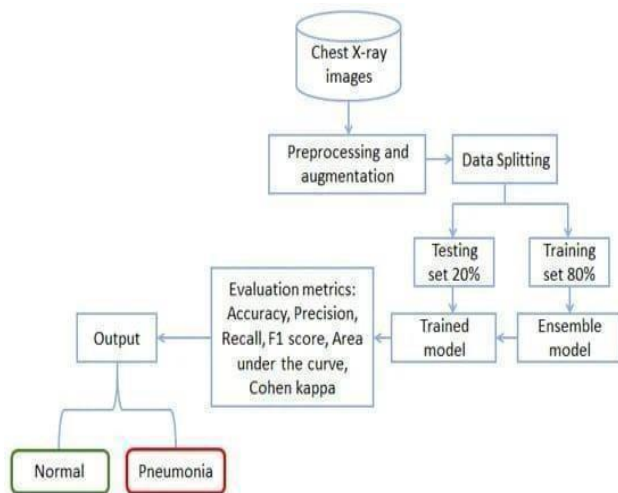 Chest X-ray
images
Preprocessing and
augmentation
Data Splitting
Testing
set 20%
Training
set 80%
Evaluation metrics:
Accuracy, Precision,
Recall, F1 score, Area
under the curve,
Cohen kappa
Output
Trained
model
Ensemble
model
Normal
Pneumonia